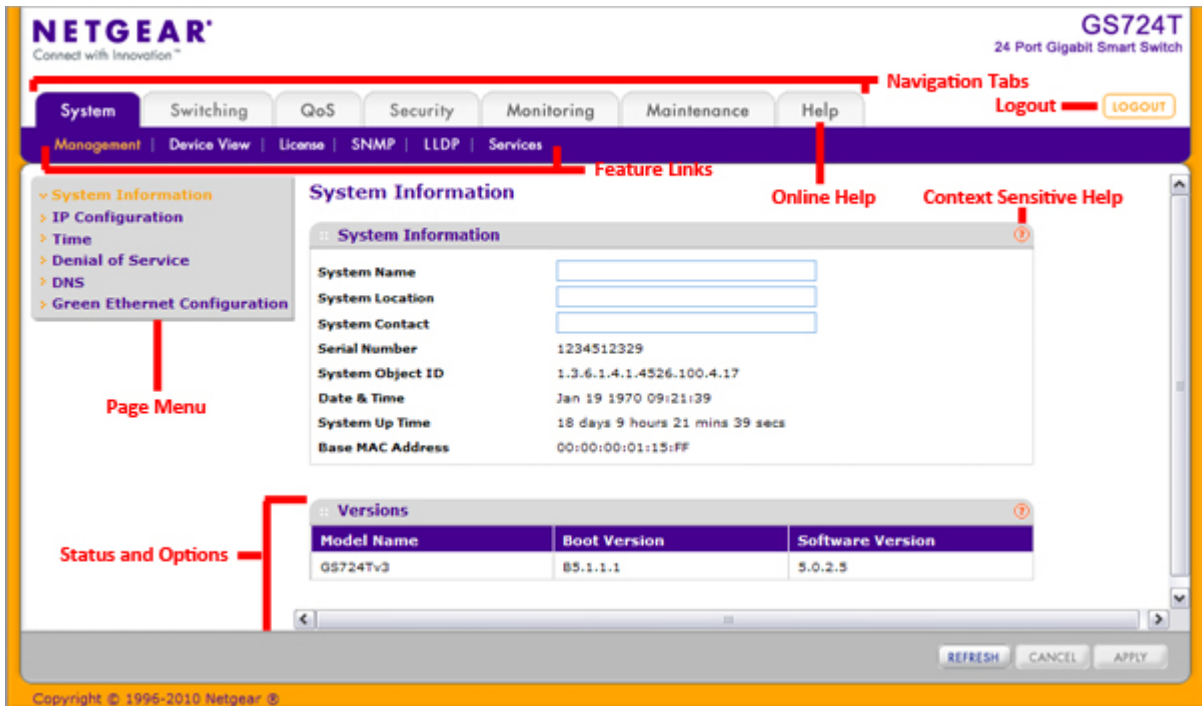 NETGEAR®
Connect with Innovation™
GS724T
24 Port Gigabit Smart Switch
Navigation Tabs
System Switching QoS Security Monitoring Maintenance Help
Logout LOGOUT
Management | Device View | License | SNMP | LLDP | Services
Feature Links
Online Help
Context Sensitive Help
System Information
IP Configuration
Time
Denial of Service
DNS
Green Ethernet Configuration
Page Menu
System Information
System Information
System Name
System Location
System Contact
Serial Number 1234512329
System Object ID 1.3.6.1.4.1.4526.100.4.17
Date & Time Jan 19 1970 09:21:39
System Up Time 18 days 9 hours 21 mins 39 secs
Base MAC Address 00:00:00:01:15:FF
Status and Options
Versions
Model Name Boot Version Software Version
GS724Tv3 B5.1.1.1 5.0.2.5
REFRESH CANCEL APPLY
Copyright © 1996-2010 Netgear ®